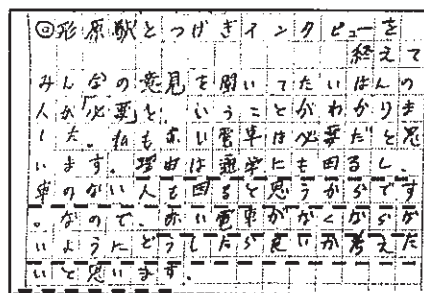 ◎形原駅とつげきインタビューを
終えて
みんなの意見を聞いてたいはんの
人が「必要」と、いうことがわかりま
した。私も赤い電車は必要だと思
います。理由は通学にも困るし、
車のない人も困ると思うからです
。なので、赤い電車がなくならな
いようにどうしたら良いか考えた
いと思います。